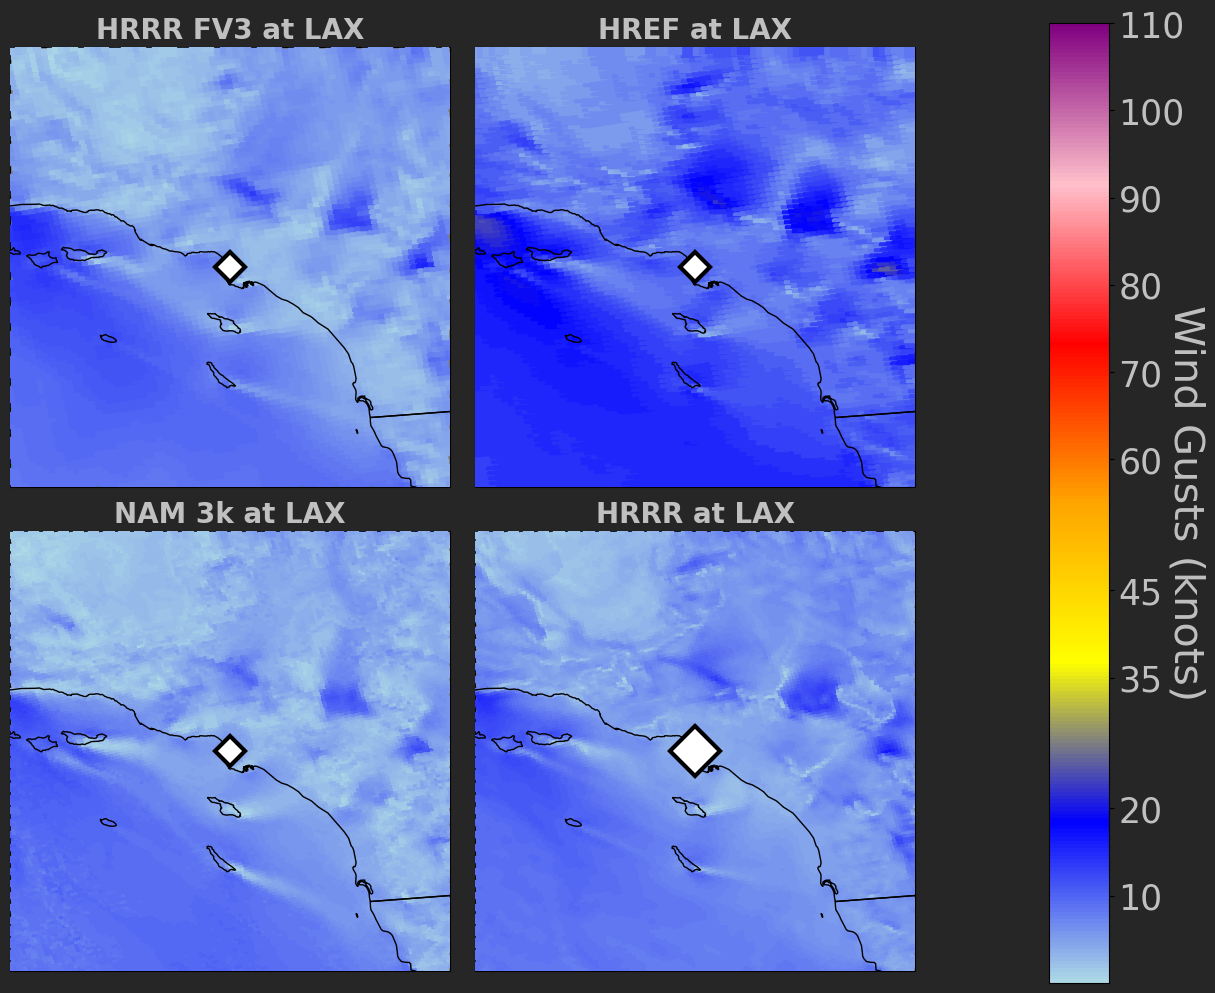 HRRR FV3 at LAX
HREF at LAX
NAM 3k at LAX
HRRR at LAX
110
100
90
80
70
60
45
35
20
10
Wind Gusts (knots)